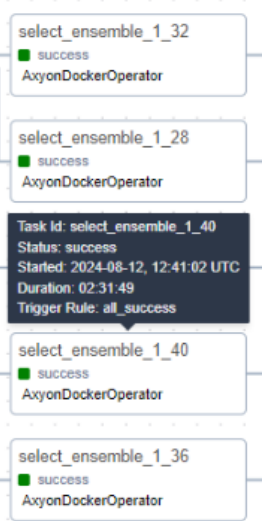 select_ensemble_1_32
success
AxyonDockerOperator
select_ensemble_1_28
success
AxyonDockerOperator
Task Id: select_ensemble_1_40
Status: success
Started: 2024-08-12, 12:41:02 UTC
Duration: 02:31:49
Trigger Rule: all_success
select_ensemble_1_40
success
AxyonDockerOperator
select_ensemble_1_36
success
AxyonDockerOperator